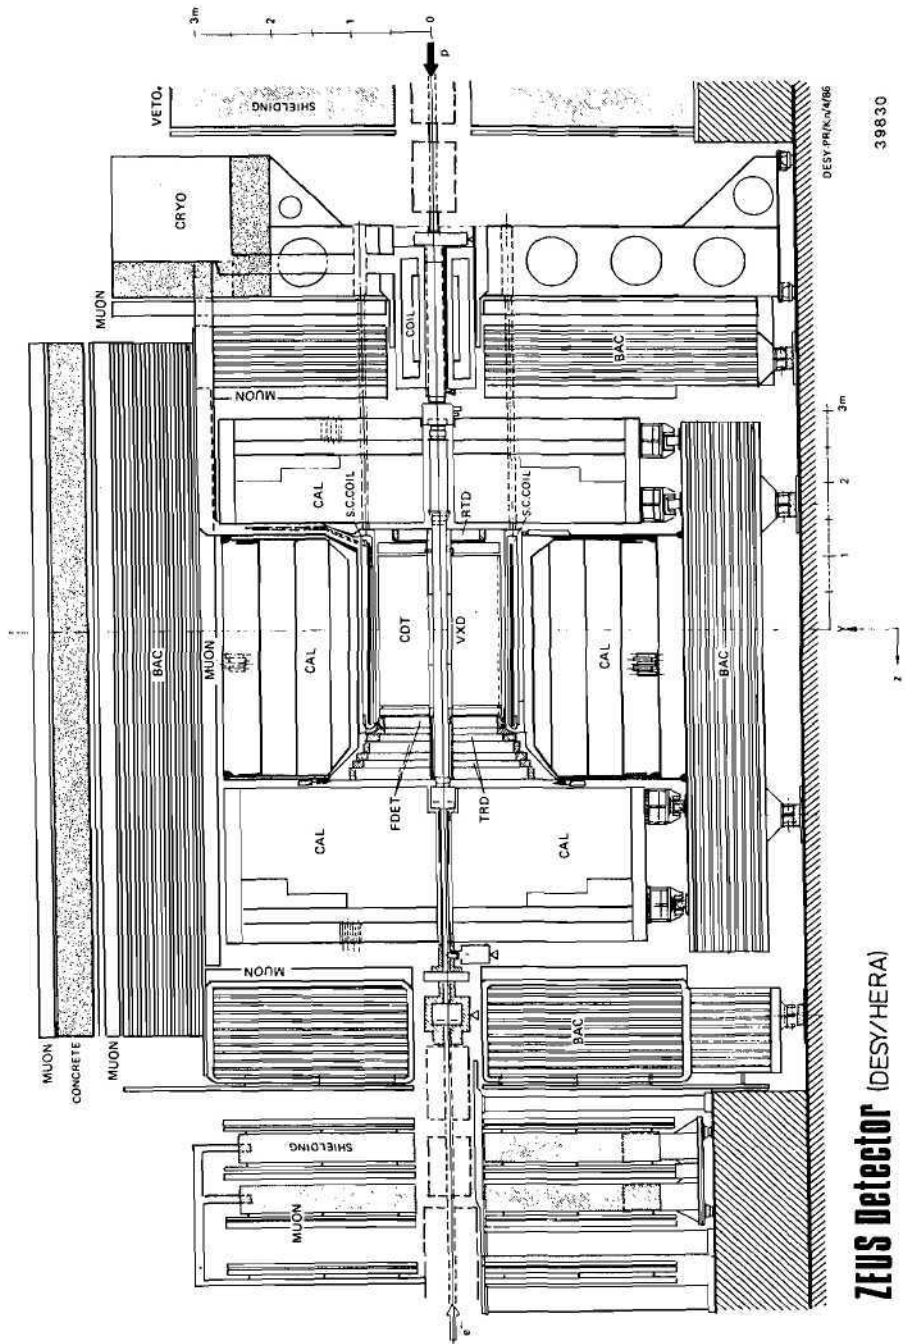 MUON
CONCRETE
MUON
MUON
BAC
VETO
CRYO
3m
MUON
2
MUON
MUON
MUON
SHIELDING
CAL
CAL
CAL
SHIELDING
1
S.C.COIL
COIL
FDET
CDT
0
p
e
VXD
RTD
TRD
S.C.COIL
CAL
CAL
BAC
BAC
BAC
1
2
3m
y
z
DESY-PR/Kn/4/86
ZEUS Detector (DESY/HERA)
39830